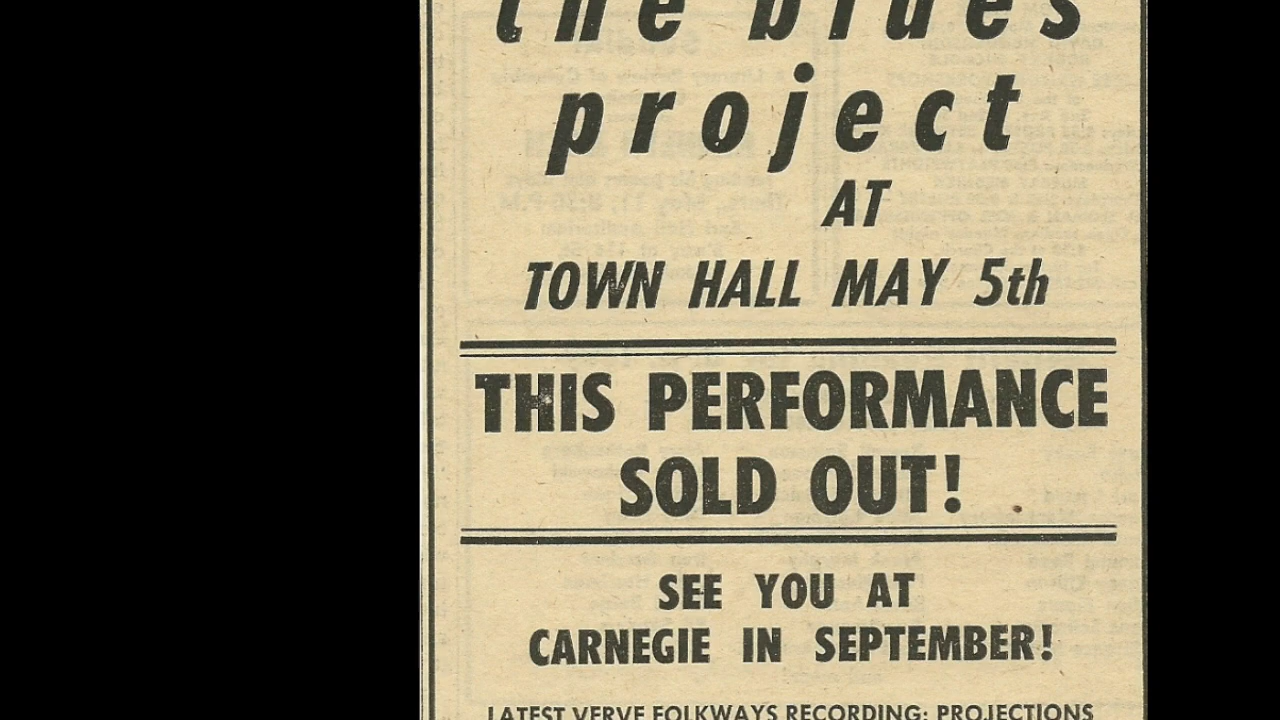 the blues
project
AT
TOWN HALL MAY 5th
THIS PERFORMANCE
SOLD OUT!
SEE YOU AT
CARNEGIE IN SEPTEMBER!
LATEST VERVE FOLKWAYS RECORDING: PROJECTIONS